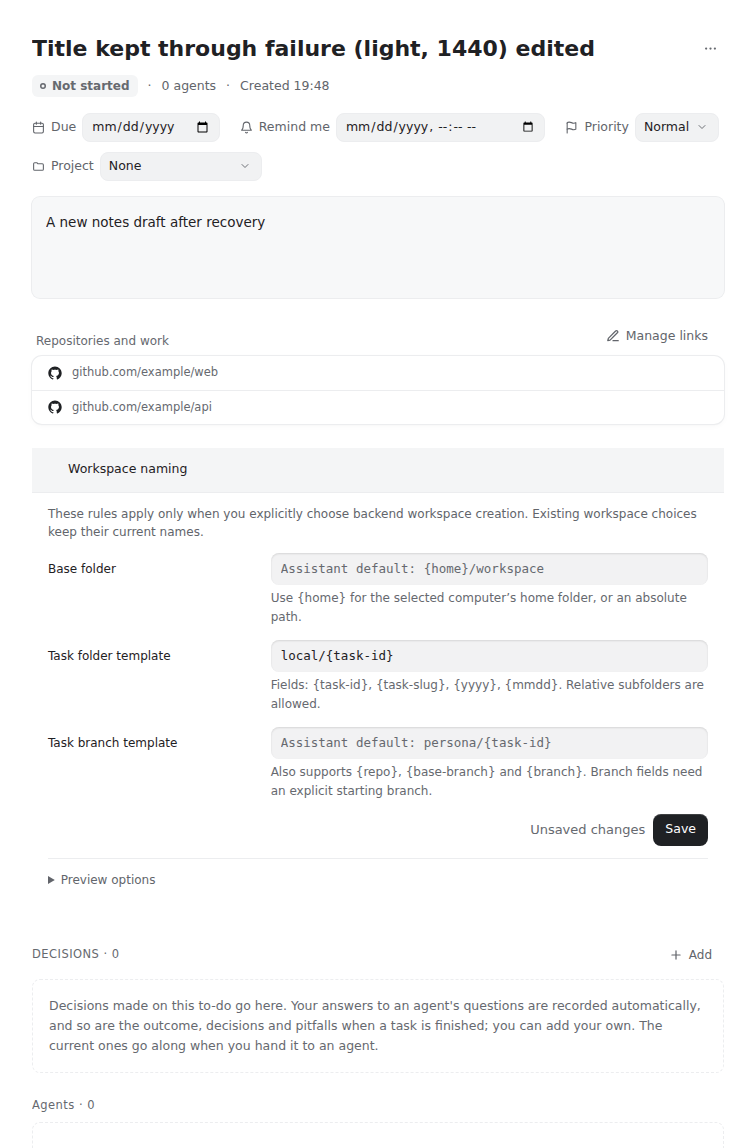 Title kept through failure (light, 1440) edited
Not started · 0 agents · Created 19:48
Due mm/dd/yyyy Remind me mm/dd/yyyy, --:-- -- Priority Normal
Project None
A new notes draft after recovery
Repositories and work Manage links
github.com/example/web
github.com/example/api
Workspace naming
These rules apply only when you explicitly choose backend workspace creation. Existing workspace choices
keep their current names.
Base folder Assistant default: {home}/workspace
Use {home} for the selected computer’s home folder, or an absolute
path.
Task folder template local/{task-id}
Fields: {task-id}, {task-slug}, {yyyy}, {mmdd}. Relative subfolders are
allowed.
Task branch template Assistant default: persona/{task-id}
Also supports {repo}, {base-branch} and {branch}. Branch fields need
an explicit starting branch.
Unsaved changes Save
Preview options
DECISIONS · 0 Add
Decisions made on this to-do go here. Your answers to an agent's questions are recorded automatically,
and so are the outcome, decisions and pitfalls when a task is finished; you can add your own. The
current ones go along when you hand it to an agent.
Agents · 0